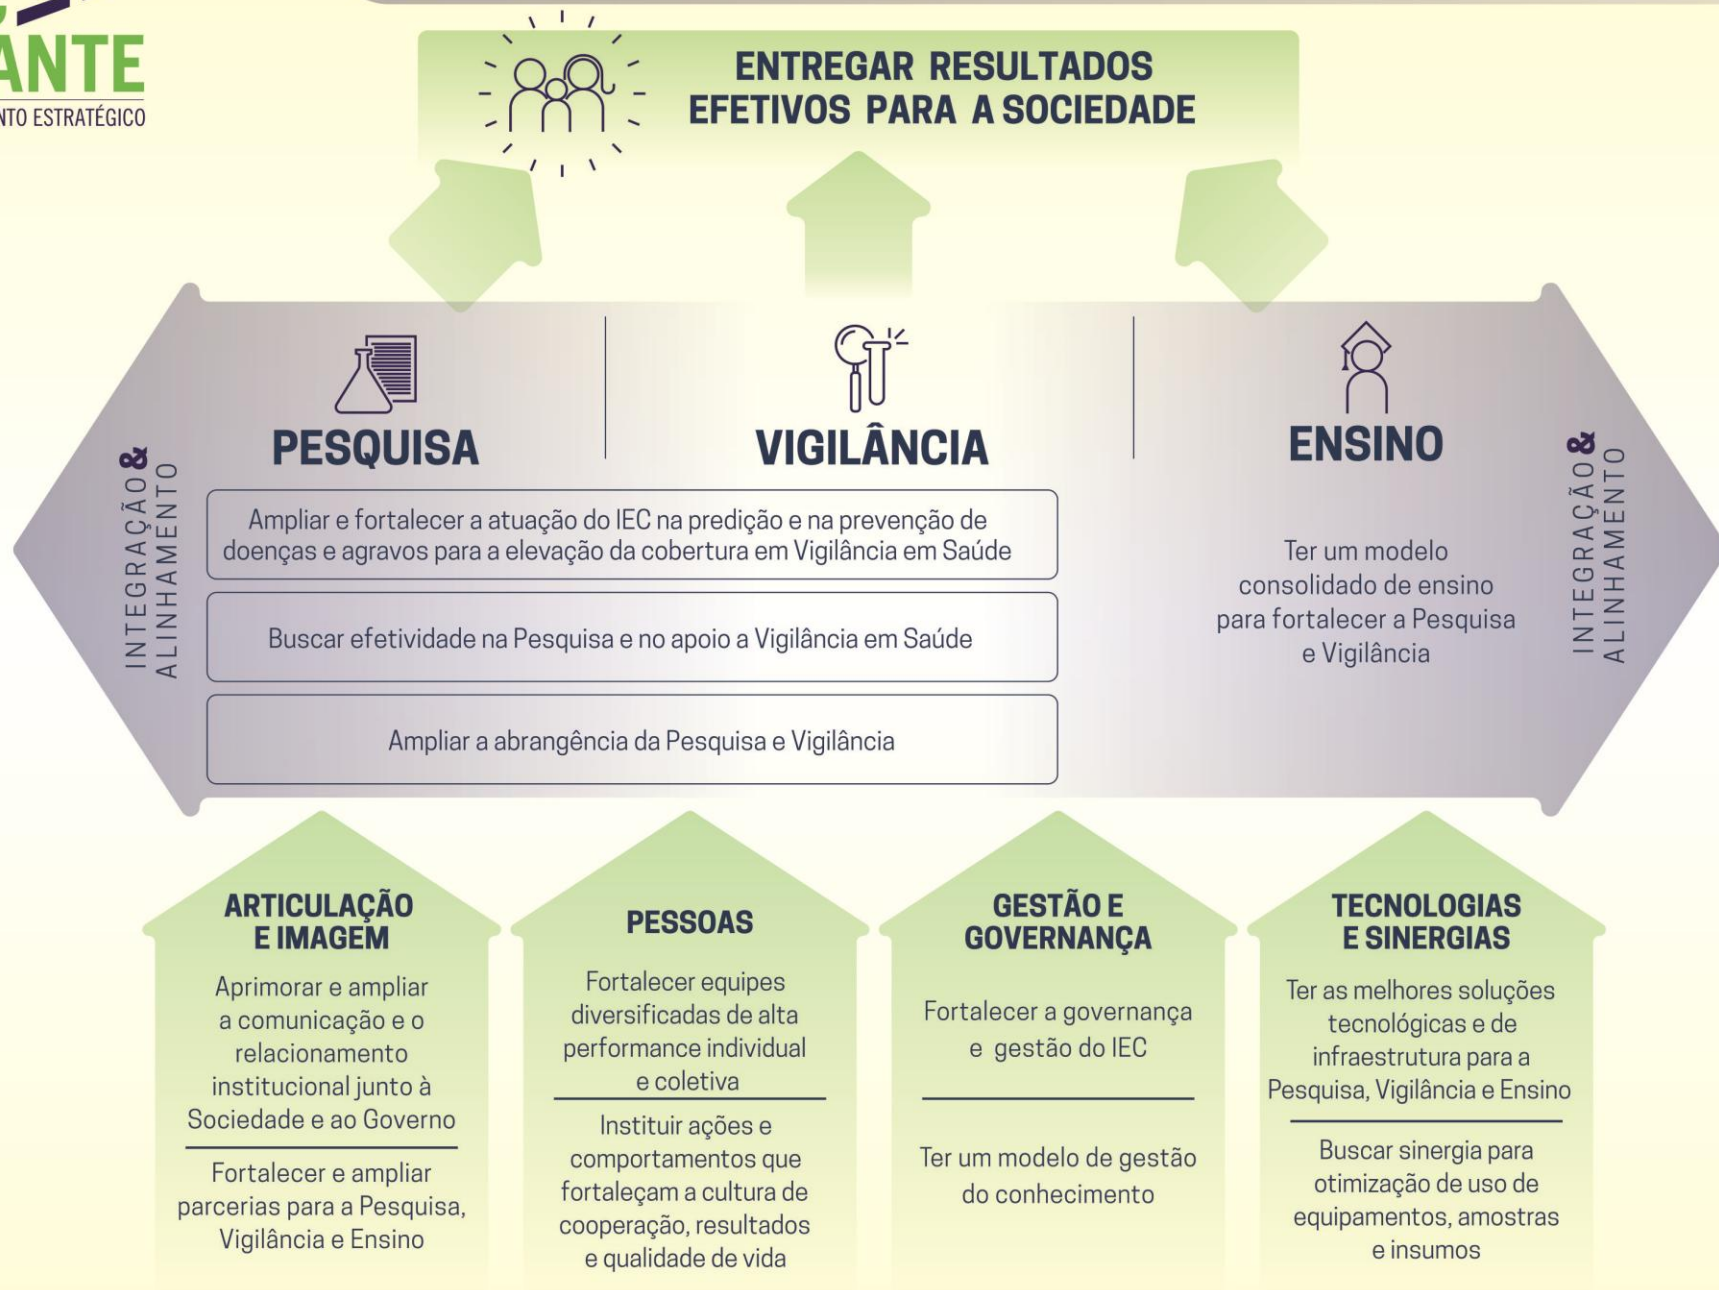 ENTREGAR RESULTADOS
EFETIVOS PARA A SOCIEDADE
INTEGRAÇÃO &
ALINHAMENTO
PESQUISA
VIGILÂNCIA
ENSINO
Ampliar e fortalecer a atuação do IEC na predição e na prevenção de
doenças e agravos para a elevação da cobertura em Vigilância em Saúde
Buscar efetividade na Pesquisa e no apoio a Vigilância em Saúde
Ampliar a abrangência da Pesquisa e Vigilância
Ter um modelo
consolidado de ensino
para fortalecer a Pesquisa
e Vigilância
INTEGRAÇÃO &
ALINHAMENTO
ARTICULAÇÃO
E IMAGEM
Aprimorar e ampliar
a comunicação e o
relacionamento
institucional junto à
Sociedade e ao Governo
Fortalecer e ampliar
parcerias para a Pesquisa,
Vigilância e Ensino
PESSOAS
Fortalecer equipes
diversificadas de alta
performance individual
e coletiva
Instituir ações e
comportamentos que
fortaleçam a cultura de
cooperação, resultados
e qualidade de vida
GESTÃO E
GOVERNANÇA
Fortalecer a governança
e gestão do IEC
Ter um modelo de gestão
do conhecimento
TECNOLOGIAS
E SINERGIAS
Ter as melhores soluções
tecnológicas e de
infraestrutura para a
Pesquisa, Vigilância e Ensino
Buscar sinergia para
otimização de uso de
equipamentos, amostras
e insumos
ESTRATÉGICO